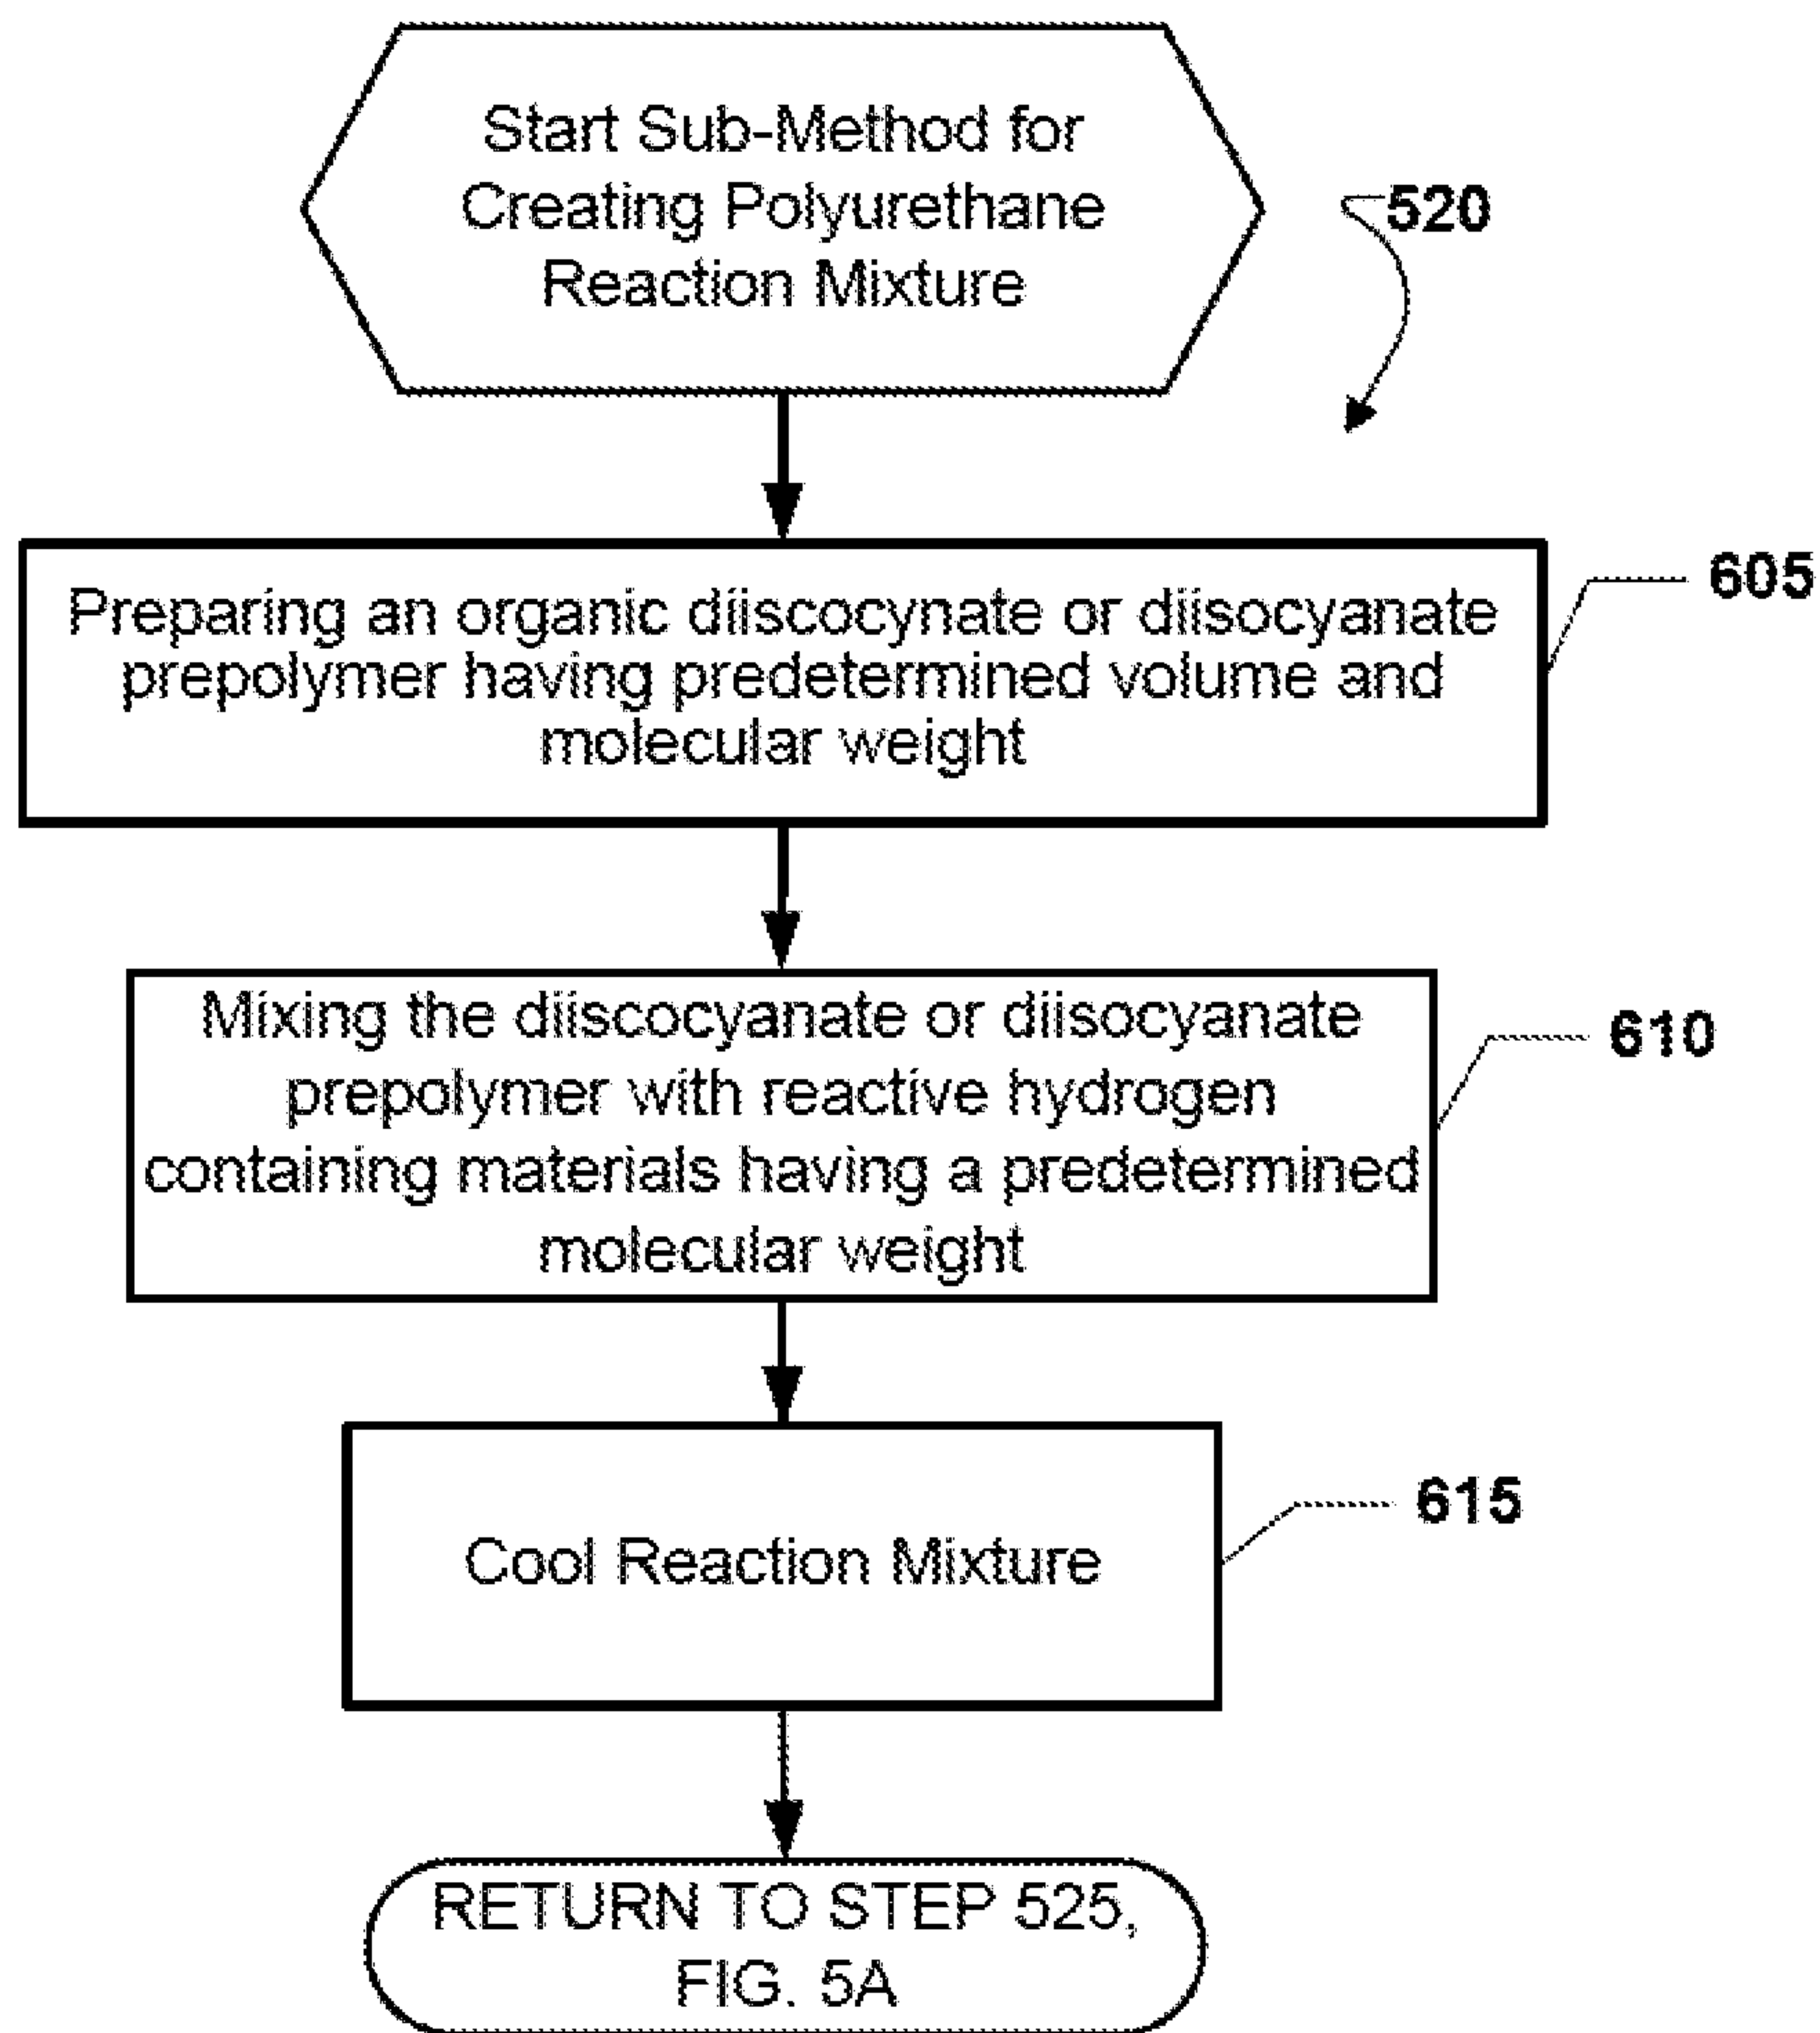 Start Sub-Method for
Creating Polyurethane
Reaction Mixture
520
Preparing an organic diiscocynate or diisocyanate
prepolymer having predetermined volume and
molecular weight
605
Mixing the diiscocyanate or diisocyanate
prepolymer with reactive hydrogen
containing materials having a predetermined
molecular weight
610
Cool Reaction Mixture
615
RETURN TO STEP 525,
FIG. 5A